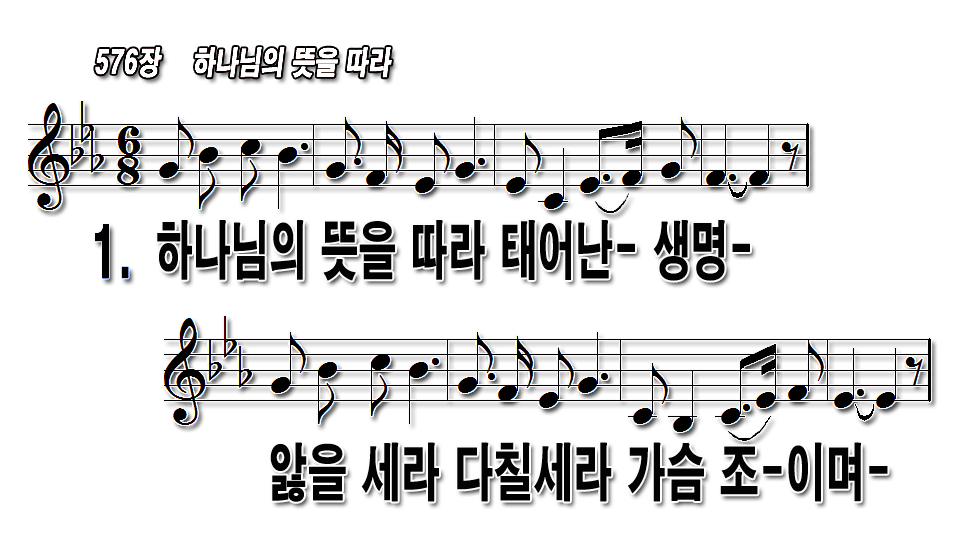 576장 하나님의 뜻을 따라
6
8
1. 하나님의 뜻을 따라 태어난- 생명-
앓을 세라 다칠세라 가슴 조-이며-